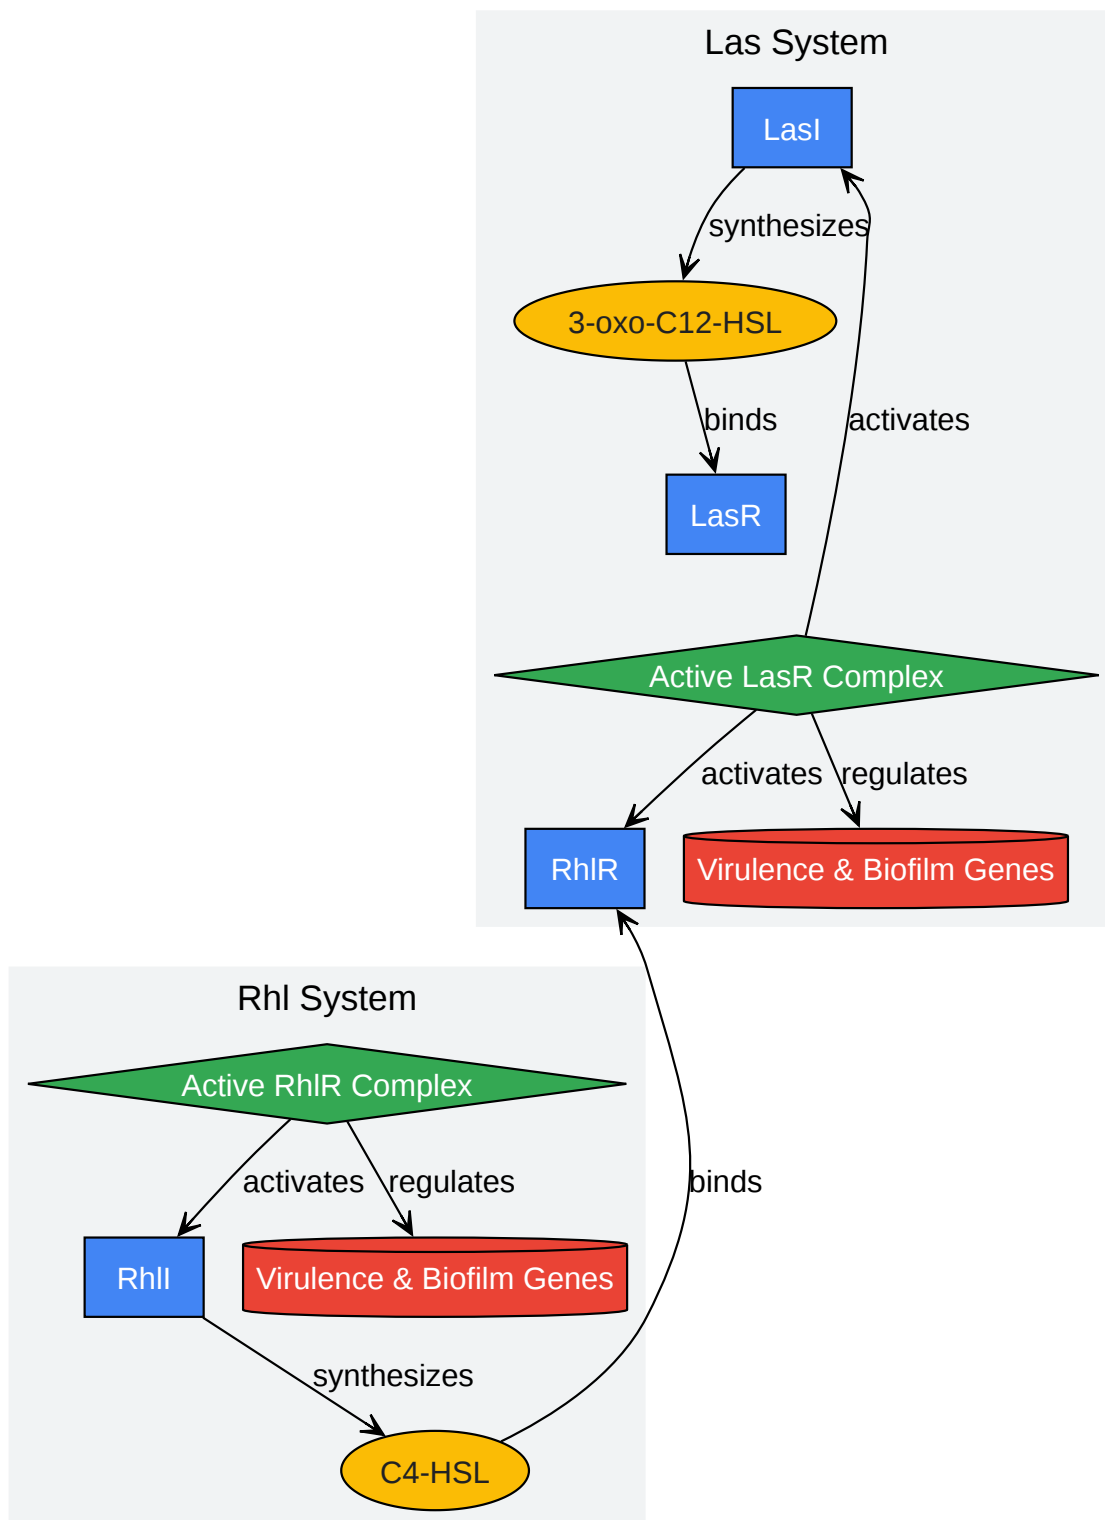 Las System
LasI
synthesizes
3-oxo-C12-HSL
binds
activates
LasR
Active LasR Complex
activates
regulates
RhlR
Virulence & Biofilm Genes
Rhl System
Active RhlR Complex
activates
regulates
binds
RhlI
Virulence & Biofilm Genes
synthesizes
C4-HSL